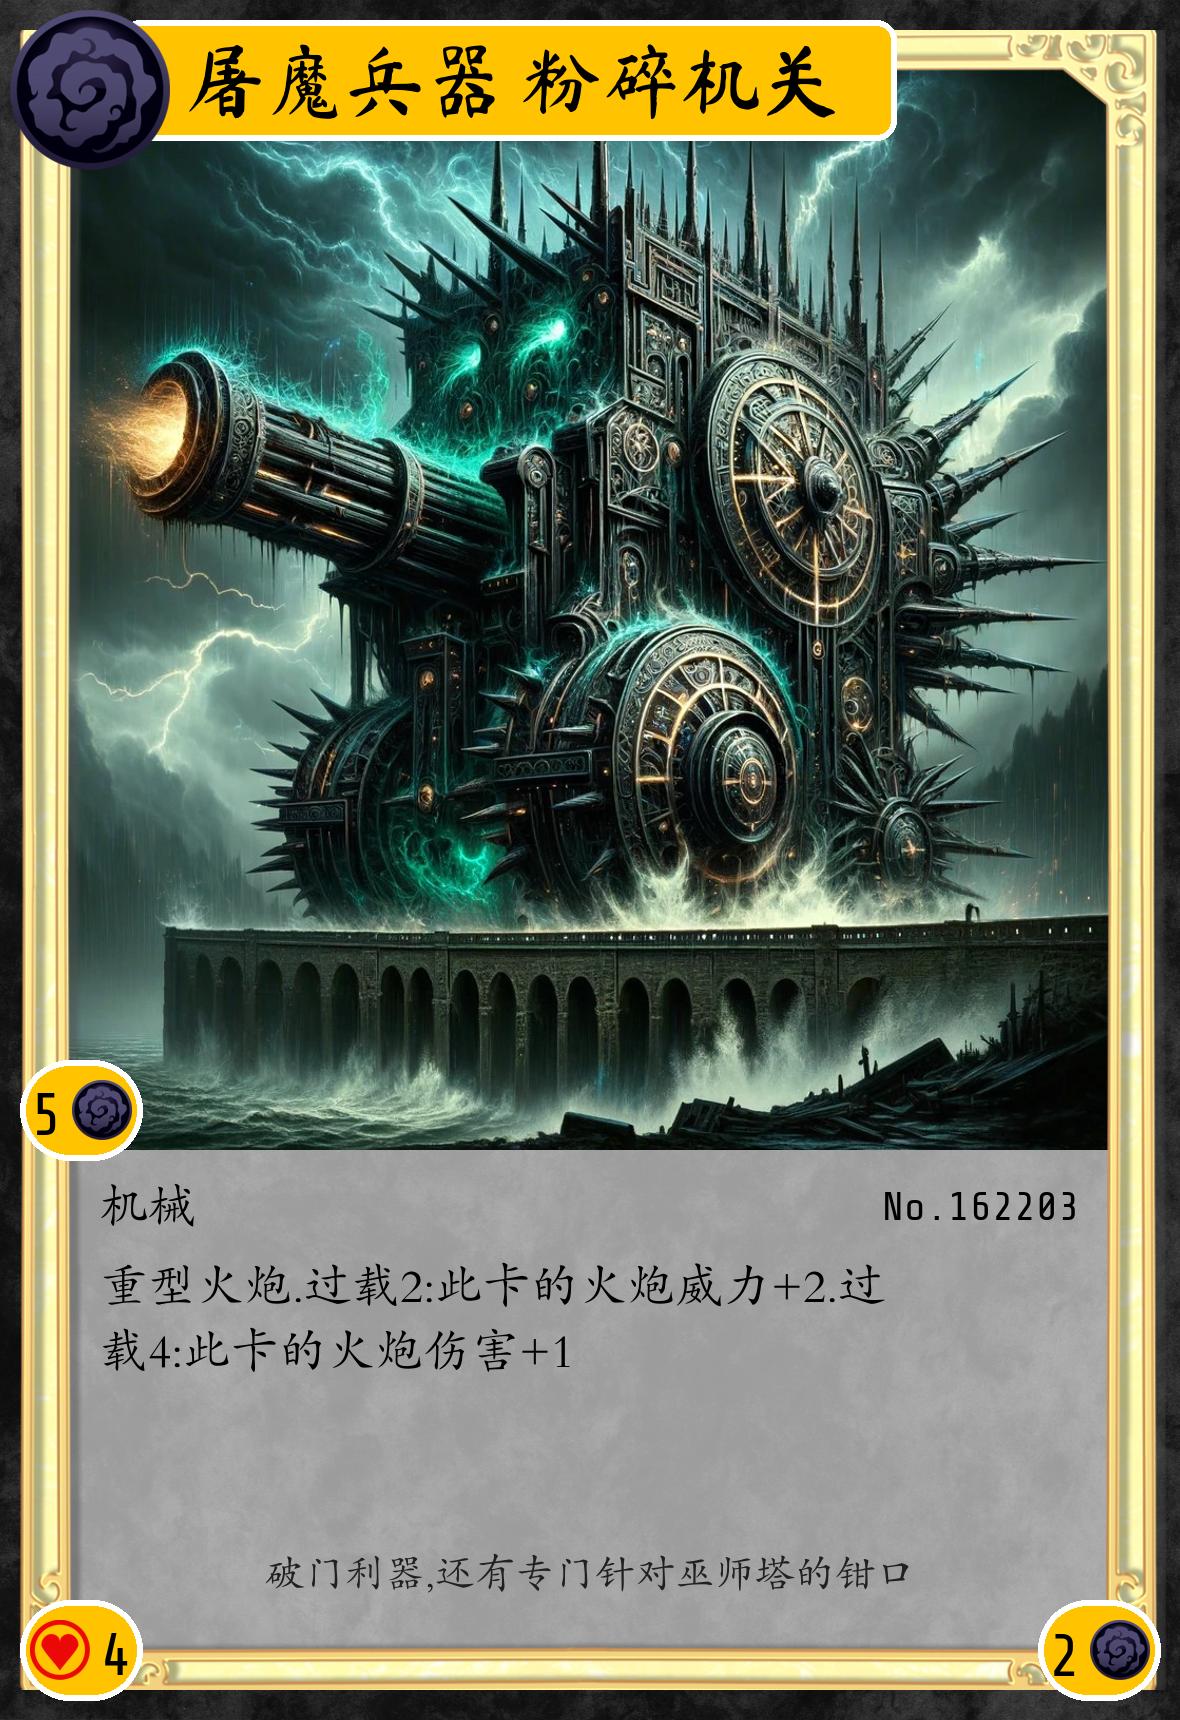 屠魔兵器 粉碎机关
5
机械
No.162203
重型火炮.过载2:此卡的火炮威力+2.过
载4:此卡的火炮伤害+1
破门利器,还有专门针对巫师塔的钳口
4
2